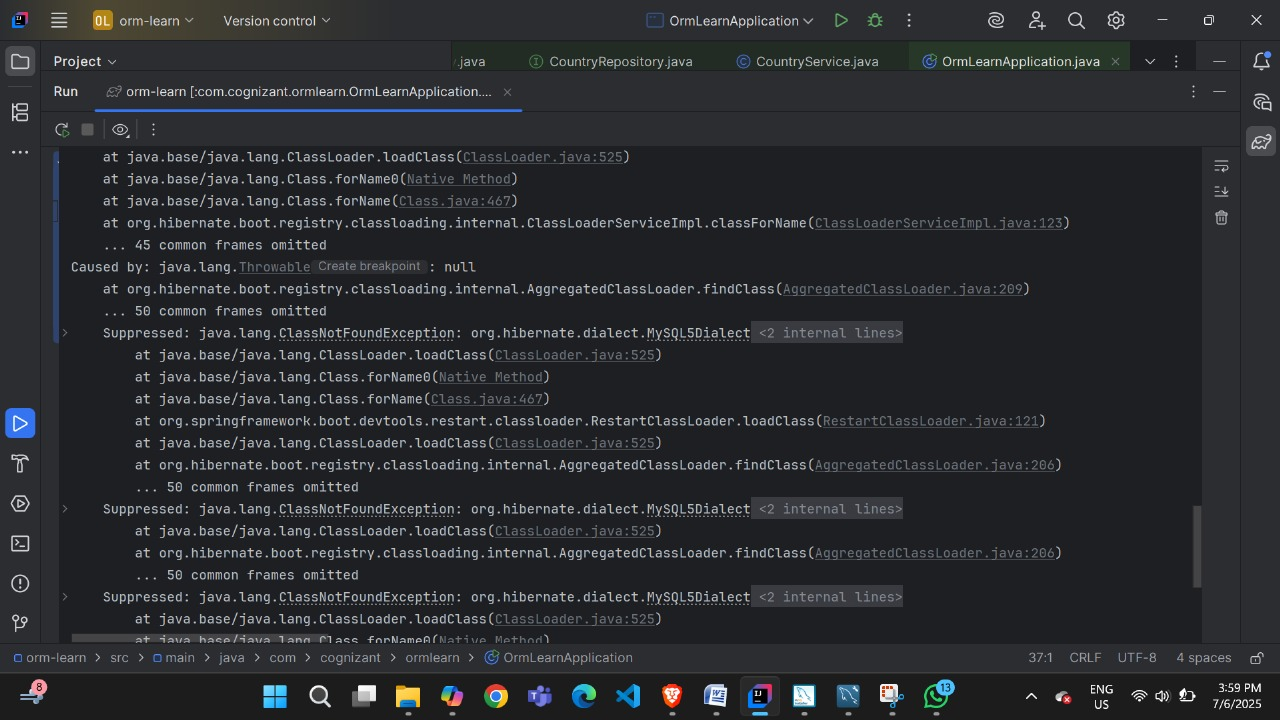 OL orm-learn Version control OrmLearnApplication
Project .java CountryRepository.java CountryService.java OrmLearnApplication.java
Run orm-learn [:com.cognizant.ormlearn.OrmLearnApplication....
at java.base/java.lang.ClassLoader.loadClass(ClassLoader.java:525)
at java.base/java.lang.Class.forName0(Native Method)
at java.base/java.lang.Class.forName(Class.java:467)
at org.hibernate.boot.registry.classloading.internal.ClassLoaderServiceImpl.classForName(ClassLoaderServiceImpl.java:123)
... 45 common frames omitted
Caused by: java.lang.Throwable Create breakpoint : null
at org.hibernate.boot.registry.classloading.internal.AggregatedClassLoader.findClass(AggregatedClassLoader.java:209)
... 50 common frames omitted
Suppressed: java.lang.ClassNotFoundException: org.hibernate.dialect.MySQL5Dialect <2 internal lines>
at java.base/java.lang.ClassLoader.loadClass(ClassLoader.java:525)
at java.base/java.lang.Class.forName0(Native Method)
at java.base/java.lang.Class.forName(Class.java:467)
at org.springframework.boot.devtools.restart.classloader.RestartClassLoader.loadClass(RestartClassLoader.java:121)
at java.base/java.lang.ClassLoader.loadClass(ClassLoader.java:525)
at org.hibernate.boot.registry.classloading.internal.AggregatedClassLoader.findClass(AggregatedClassLoader.java:206)
... 50 common frames omitted
Suppressed: java.lang.ClassNotFoundException: org.hibernate.dialect.MySQL5Dialect <2 internal lines>
at java.base/java.lang.ClassLoader.loadClass(ClassLoader.java:525)
at org.hibernate.boot.registry.classloading.internal.AggregatedClassLoader.findClass(AggregatedClassLoader.java:206)
... 50 common frames omitted
Suppressed: java.lang.ClassNotFoundException: org.hibernate.dialect.MySQL5Dialect <2 internal lines>
at java.base/java.lang.ClassLoader.loadClass(ClassLoader.java:525)
at java.base/java.lang.Class.forName0(Native Method)
orm-learn > src > main > java > com > cognizant > ormlearn > OrmLearnApplication 37:1 CRLF UTF-8 4 spaces
8 13 ENG 3:59 PM
US 7/6/2025